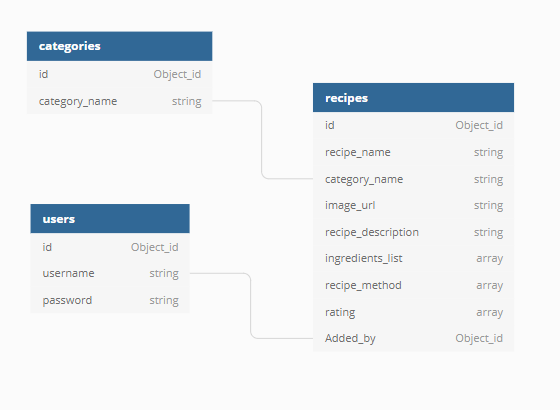 categories
id Object_id
category_name string
users
id Object_id
username string
password string
recipes
id Object_id
recipe_name string
category_name string
image_url string
recipe_description string
ingredients_list array
recipe_method array
rating array
Added_by Object_id